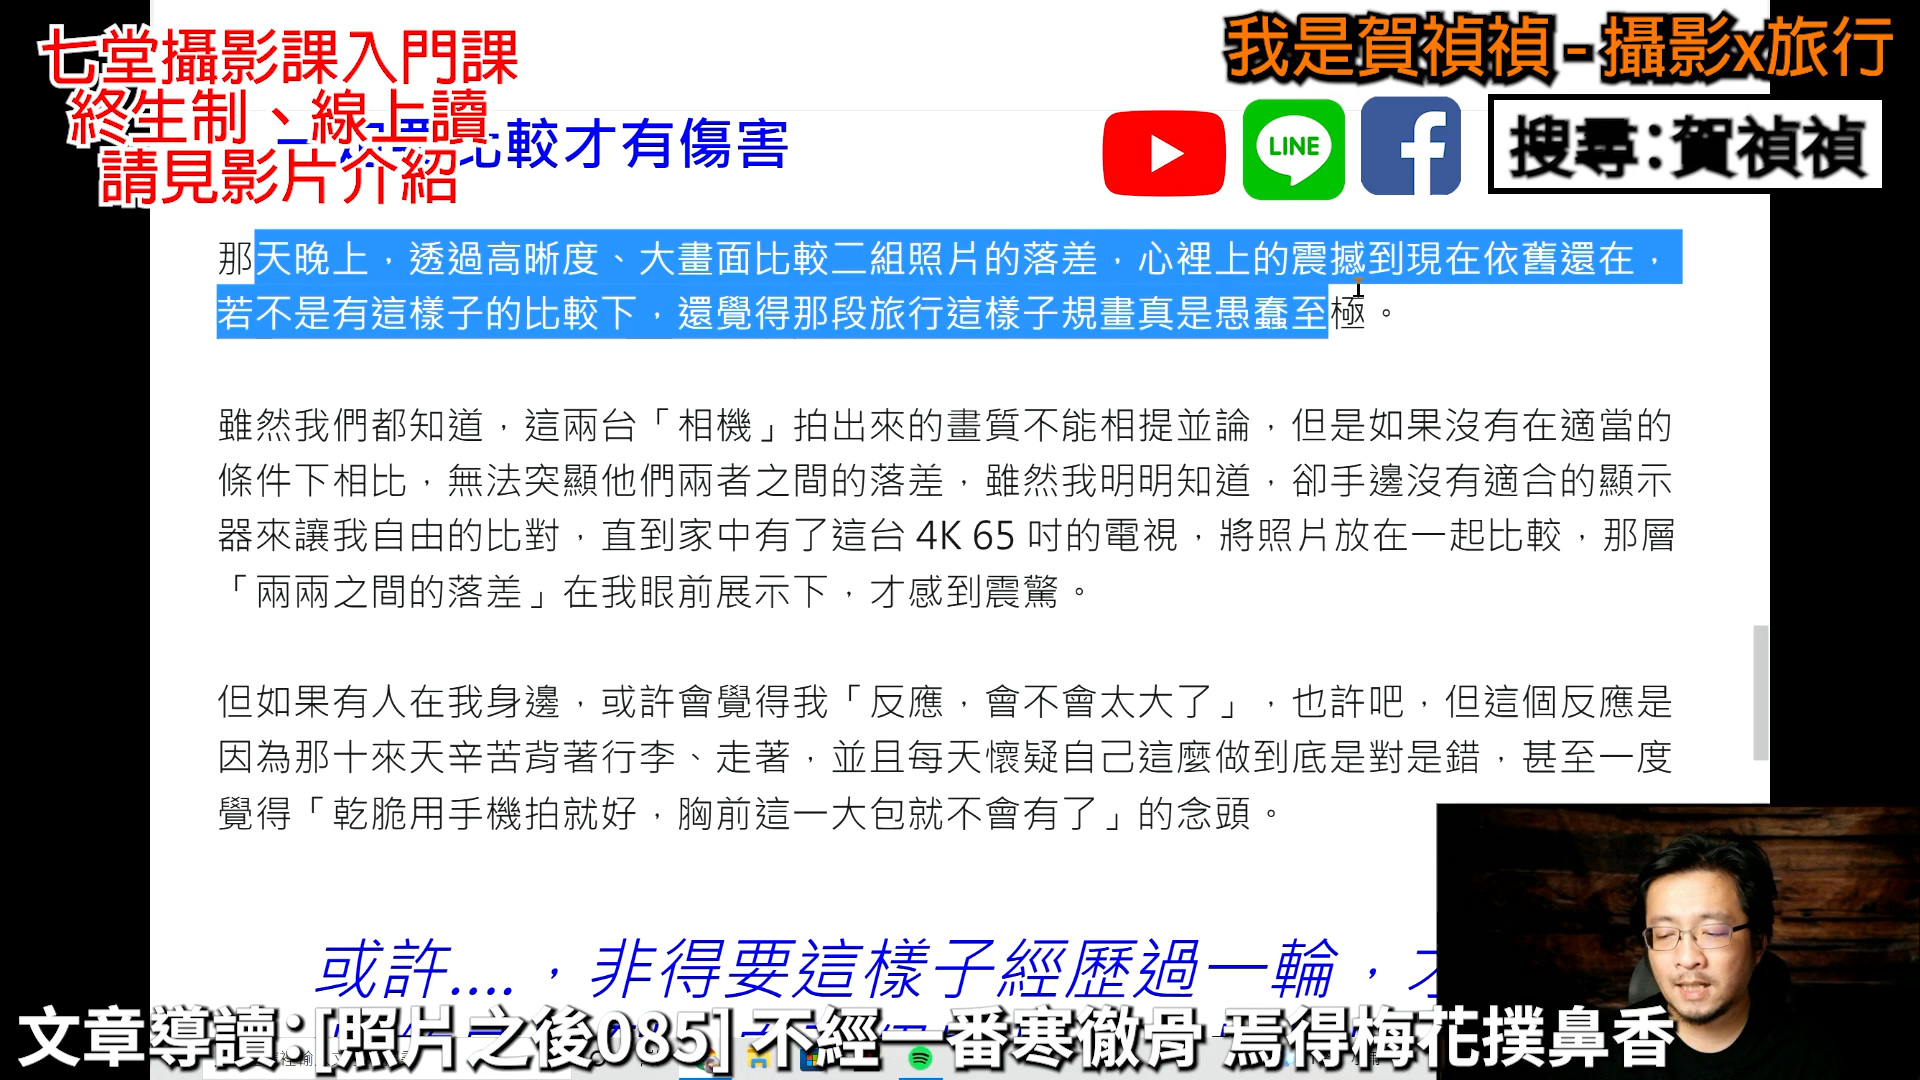 七堂攝影課入門課
終生制、線上讀
請見影片介紹
我是賀禎禎 - 攝影x旅行
LINE
搜尋:賀禎禎
比較才有傷害
那天晚上，透過高晰度、大畫面比較二組照片的落差，心裡上的震撼到現在依舊還在，
若不是有這樣子的比較下，還覺得那段旅行這樣子規畫真是愚蠢至極。
雖然我們都知道，這兩台「相機」拍出來的畫質不能相提並論，但是如果沒有在適當的
條件下相比，無法突顯他們兩者之間的落差，雖然我明明知道，卻手邊沒有適合的顯示
器來讓我自由的比對，直到家中有了這台 4K 65 吋的電視，將照片放在一起比較，那層
「兩兩之間的落差」在我眼前展示下，才感到震驚。
但如果有人在我身邊，或許會覺得我「反應，會不會太大了」，也許吧，但這個反應是
因為那十來天辛苦背著行李、走著，並且每天懷疑自己這麼做到底是對是錯，甚至一度
覺得「乾脆用手機拍就好，胸前這一大包就不會有了」的念頭。
或許....，非得要這樣子經歷過一輪，
文章導讀:[照片之後085] 不經一番寒徹骨 焉得梅花撲鼻香